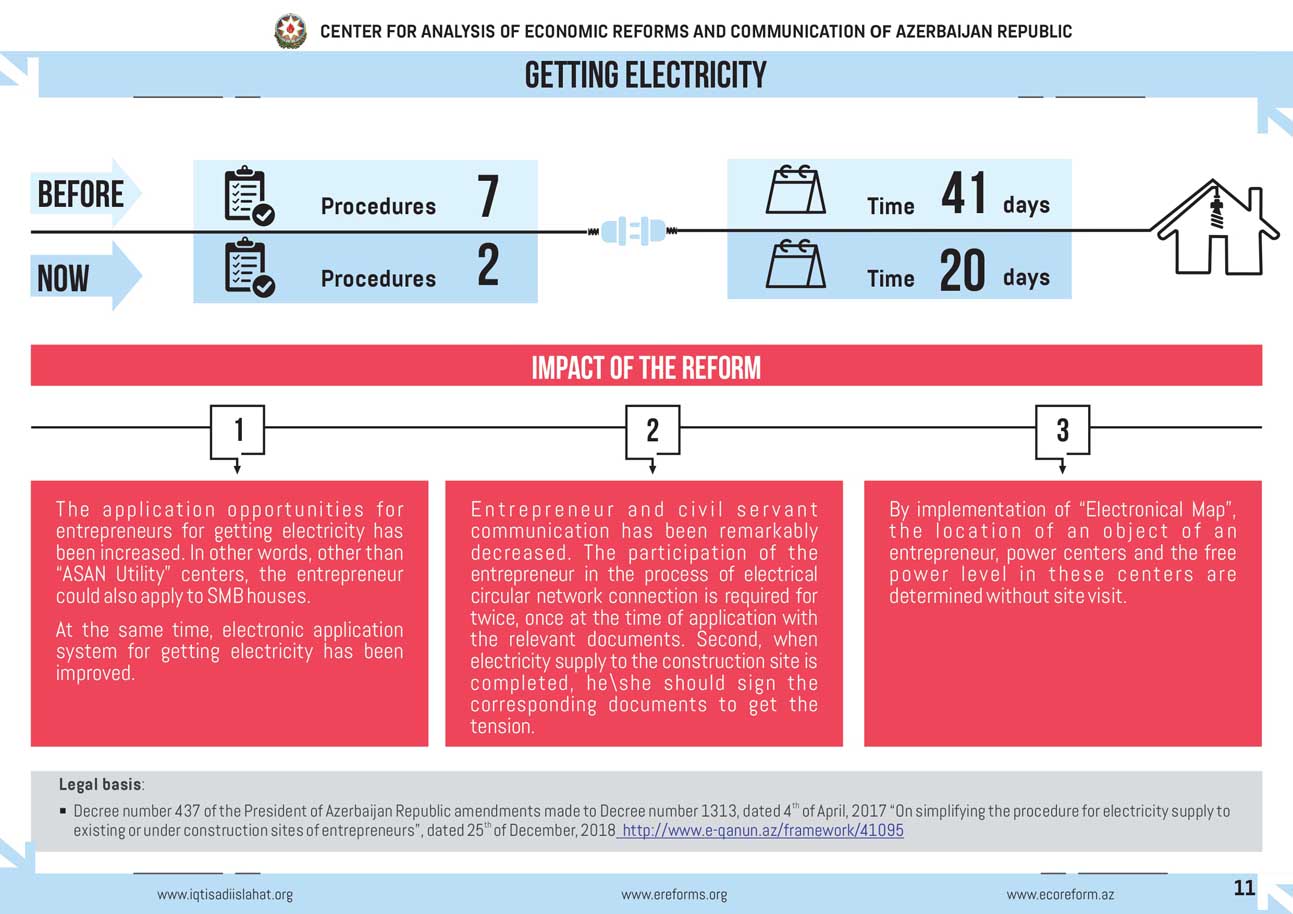 CENTER FOR ANALYSIS OF ECONOMIC REFORMS AND COMMUNICATION OF AZERBAIJAN REPUBLIC
GETTING ELECTRICITY
BEFORE
Procedures 7
Time 41 days
NOW
Procedures 2
Time 20 days
IMPACT OF THE REFORM
1
2
3
The application opportunities for
entrepreneurs for getting electricity has
been increased. In other words, other than
“ASAN Utility” centers, the entrepreneur
could also apply to SMB houses.
At the same time, electronic application
system for getting electricity has been
improved.
Entrepreneur and civil servant
communication has been remarkably
decreased. The participation of the
entrepreneur in the process of electrical
circular network connection is required for
twice, once at the time of application with
the relevant documents. Second, when
electricity supply to the construction site is
completed, he\she should sign the
corresponding documents to get the
tension.
By implementation of “Electronical Map”,
the location of an object of an
entrepreneur, power centers and the free
power level in these centers are
determined without site visit.
Legal basis:
▪ Decree number 437 of the President of Azerbaijan Republic amendments made to Decree number 1313, dated 4th of April, 2017 “On simplifying the procedure for electricity supply to
existing or under construction sites of entrepreneurs”, dated 25th of December, 2018 http://www.e-qanun.az/framework/41095
www.iqtisadiislahat.org
www.ereforms.org
www.ecoreform.az
11